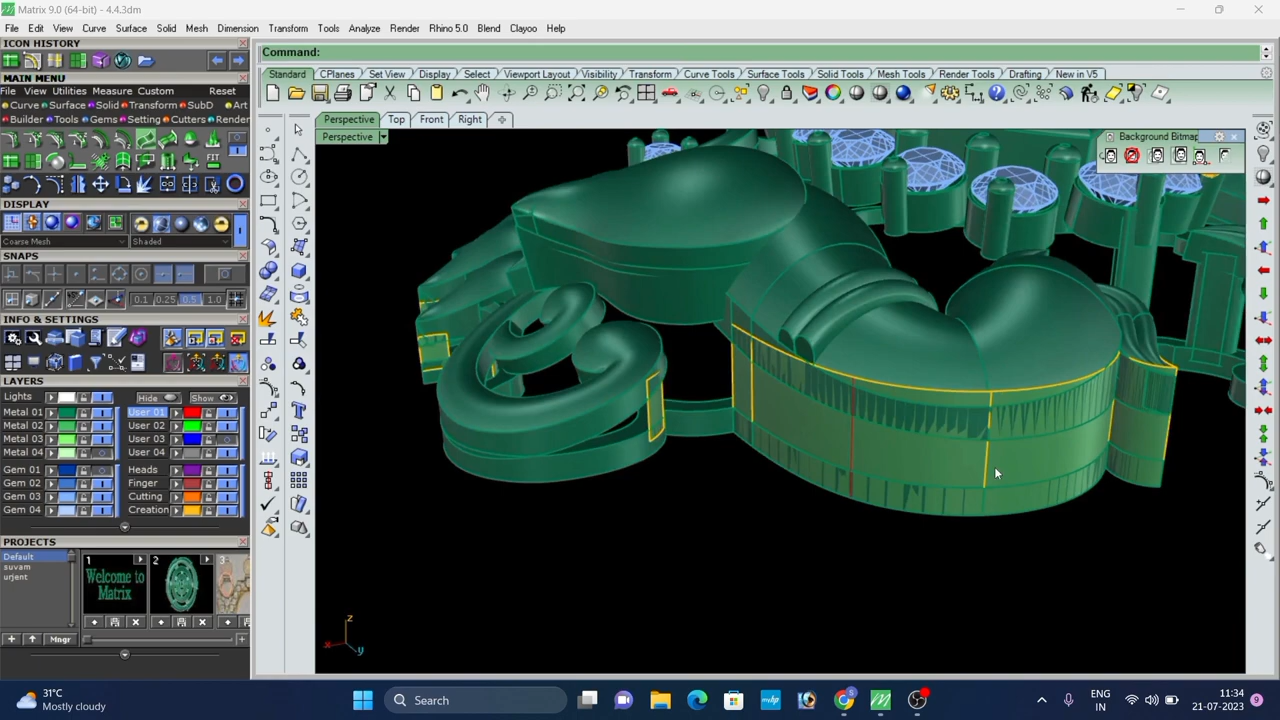 Matrix 9.0 (64-bit) - 4.4.3dm
File Edit View Curve Surface Solid Mesh Dimension Transform Tools Analyze Render Rhino 5.0 Blend Clayoo Help
ICON HISTORY
Command:
MAIN MENU
File View Utilities Measure Custom Reset
Standard CPlanes Set View Display Select Viewport Layout Visibility Transform Curve Tools Surface Tools Solid Tools Mesh Tools Render Tools Drafting New in V5
Curve Surface Solid Transform SubD Art
Builder Tools Gems Setting Cutters Render
Perspective Top Front Right
Perspective
Background Bitmap
FIT
DISPLAY
Coarse Mesh Shaded
SNAPS
0.1 0.25 0.5 1.0
INFO & SETTINGS
LAYERS
Lights Hide Show
Metal 01 User 01
Metal 02 User 02
Metal 03 User 03
Metal 04 User 04
Gem 01 Heads
Gem 02 Finger
Gem 03 Cutting
Gem 04 Creation
PROJECTS
Default
suvam
urjent
1 2 3
Welcome to
Matrix
Mngr
z
x
y
31°C
Mostly cloudy
Search
ENG
IN
11:34
21-07-2023
9